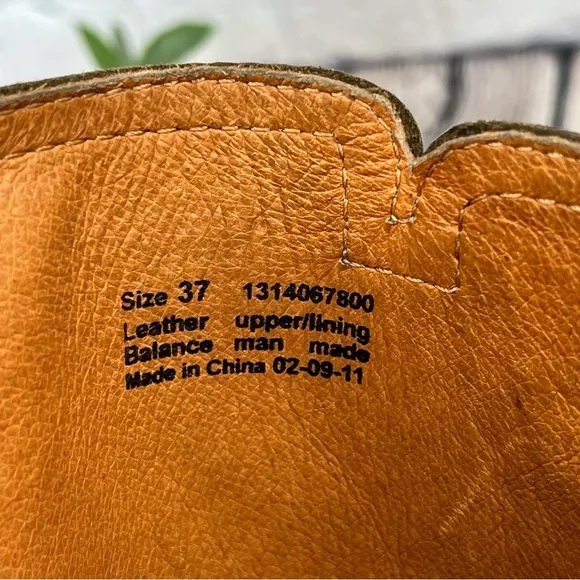 Size 37 1314067800
Leather upper/lining
Balance man made
Made in China 02-09-11